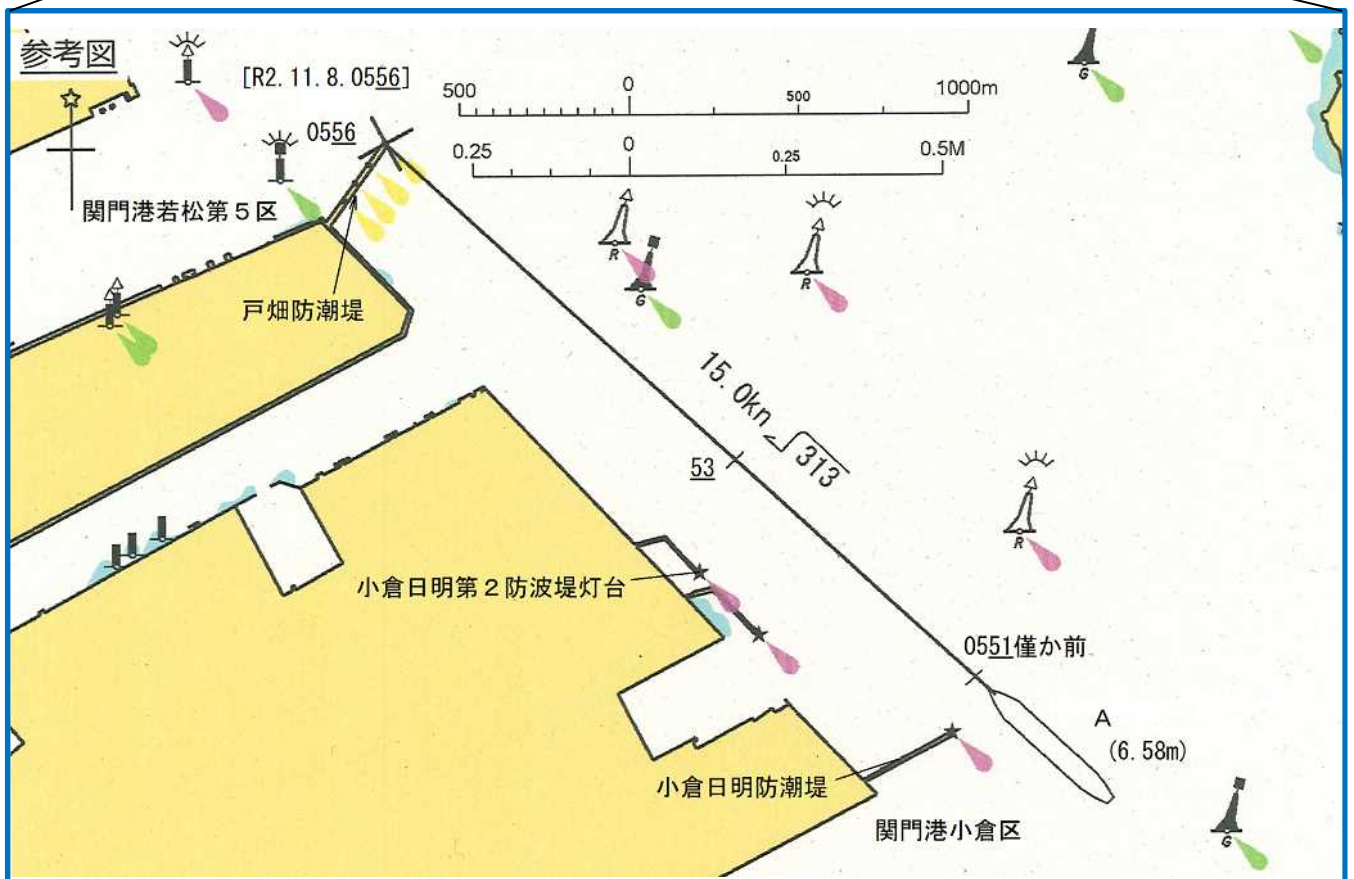 参考図
[R2.11.8.0556]
500 0 500 1000m
0556
0.25 0 0.25 0.5M
関門港若松第５区
R
G
R
G
戸畑防潮堤
15.0kn
313
53
R
小倉日明第２防波堤灯台
0551僅か前
A
(6.58m)
小倉日明防潮堤
関門港小倉区
G